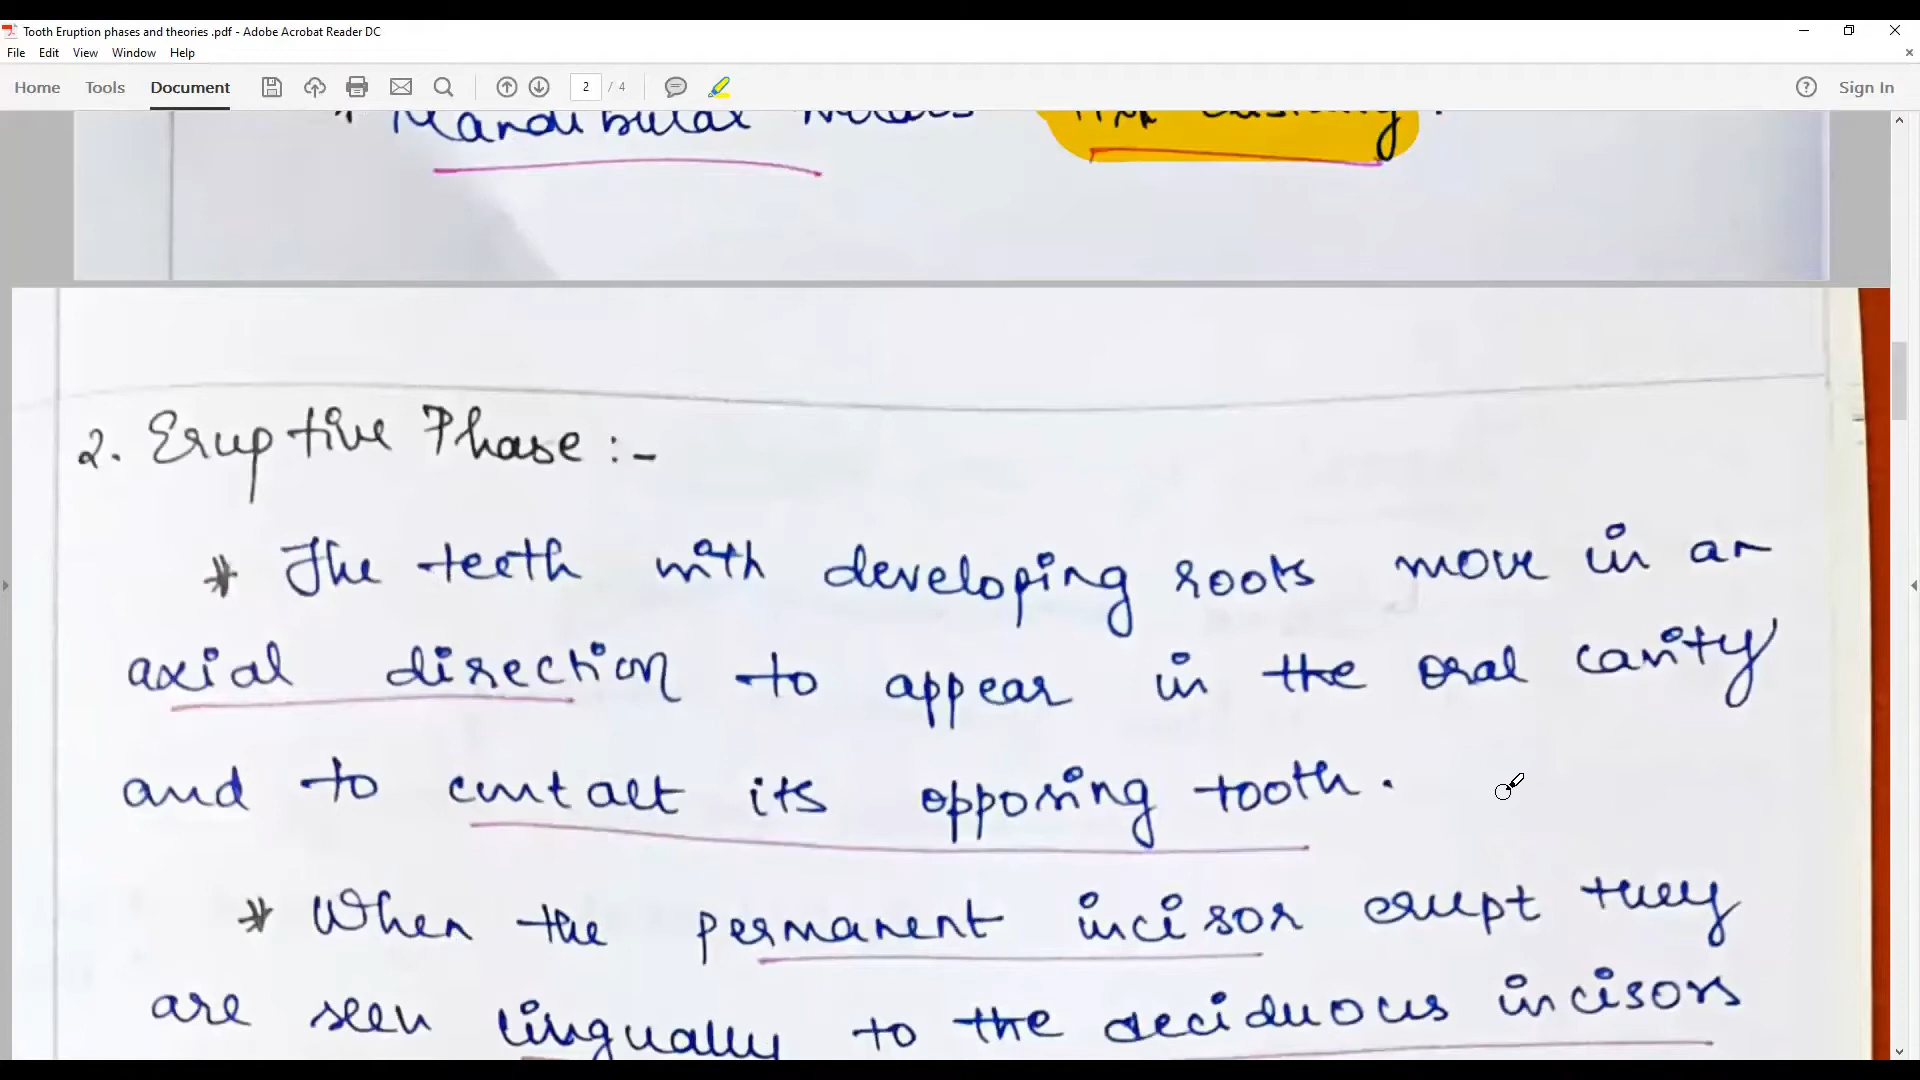 Tooth Eruption phases and theories .pdf - Adobe Acrobat Reader DC
File Edit View Window Help
Home Tools Document 2 / 4 Sign In
* Mandibular
2. Eruptive Phase :-
* The teeth with developing roots move in an
axial direction to appear in the oral cavity
and to contact its opposing tooth.
* When the permanent incisor erupt they
are seen lingually to the deciduous incisors